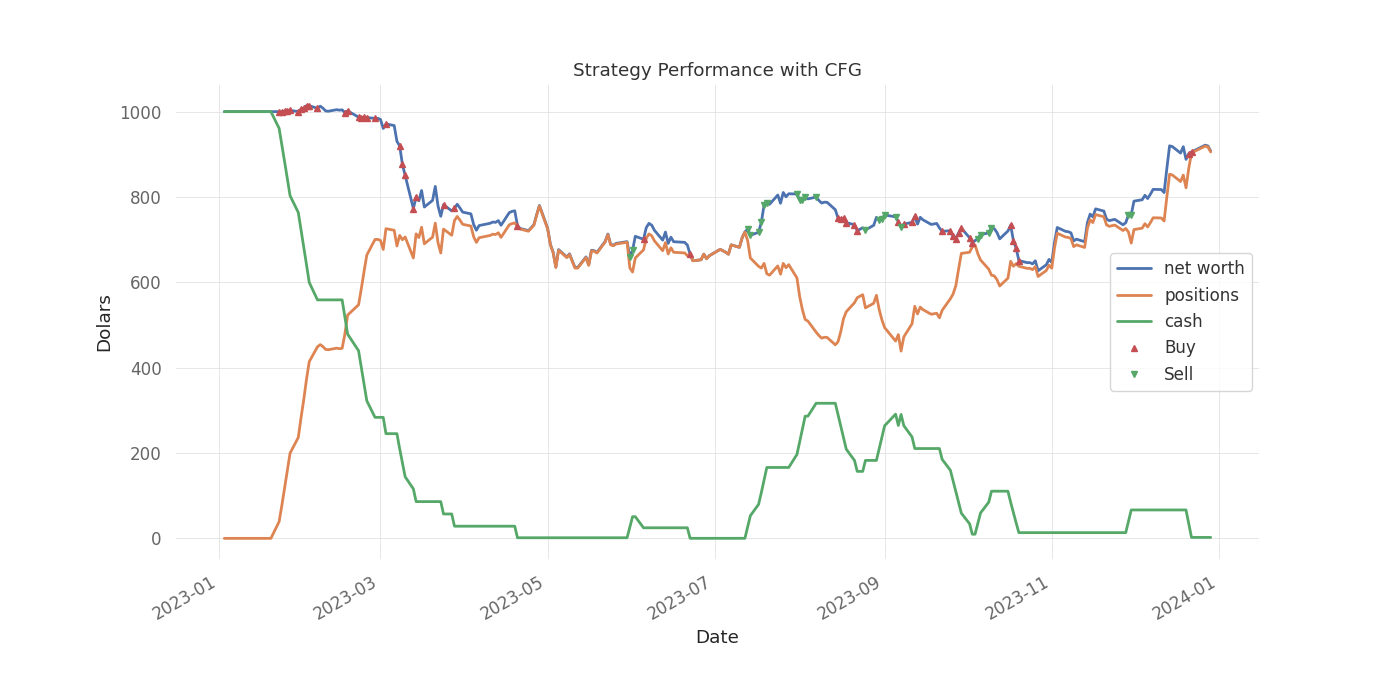 Strategy Performance with CFG
Dolars
1000
800
600
400
200
0
net worth
positions
cash
Buy
Sell
2023-01
2023-03
2023-05
2023-07
2023-09
2023-11
2024-01
Date